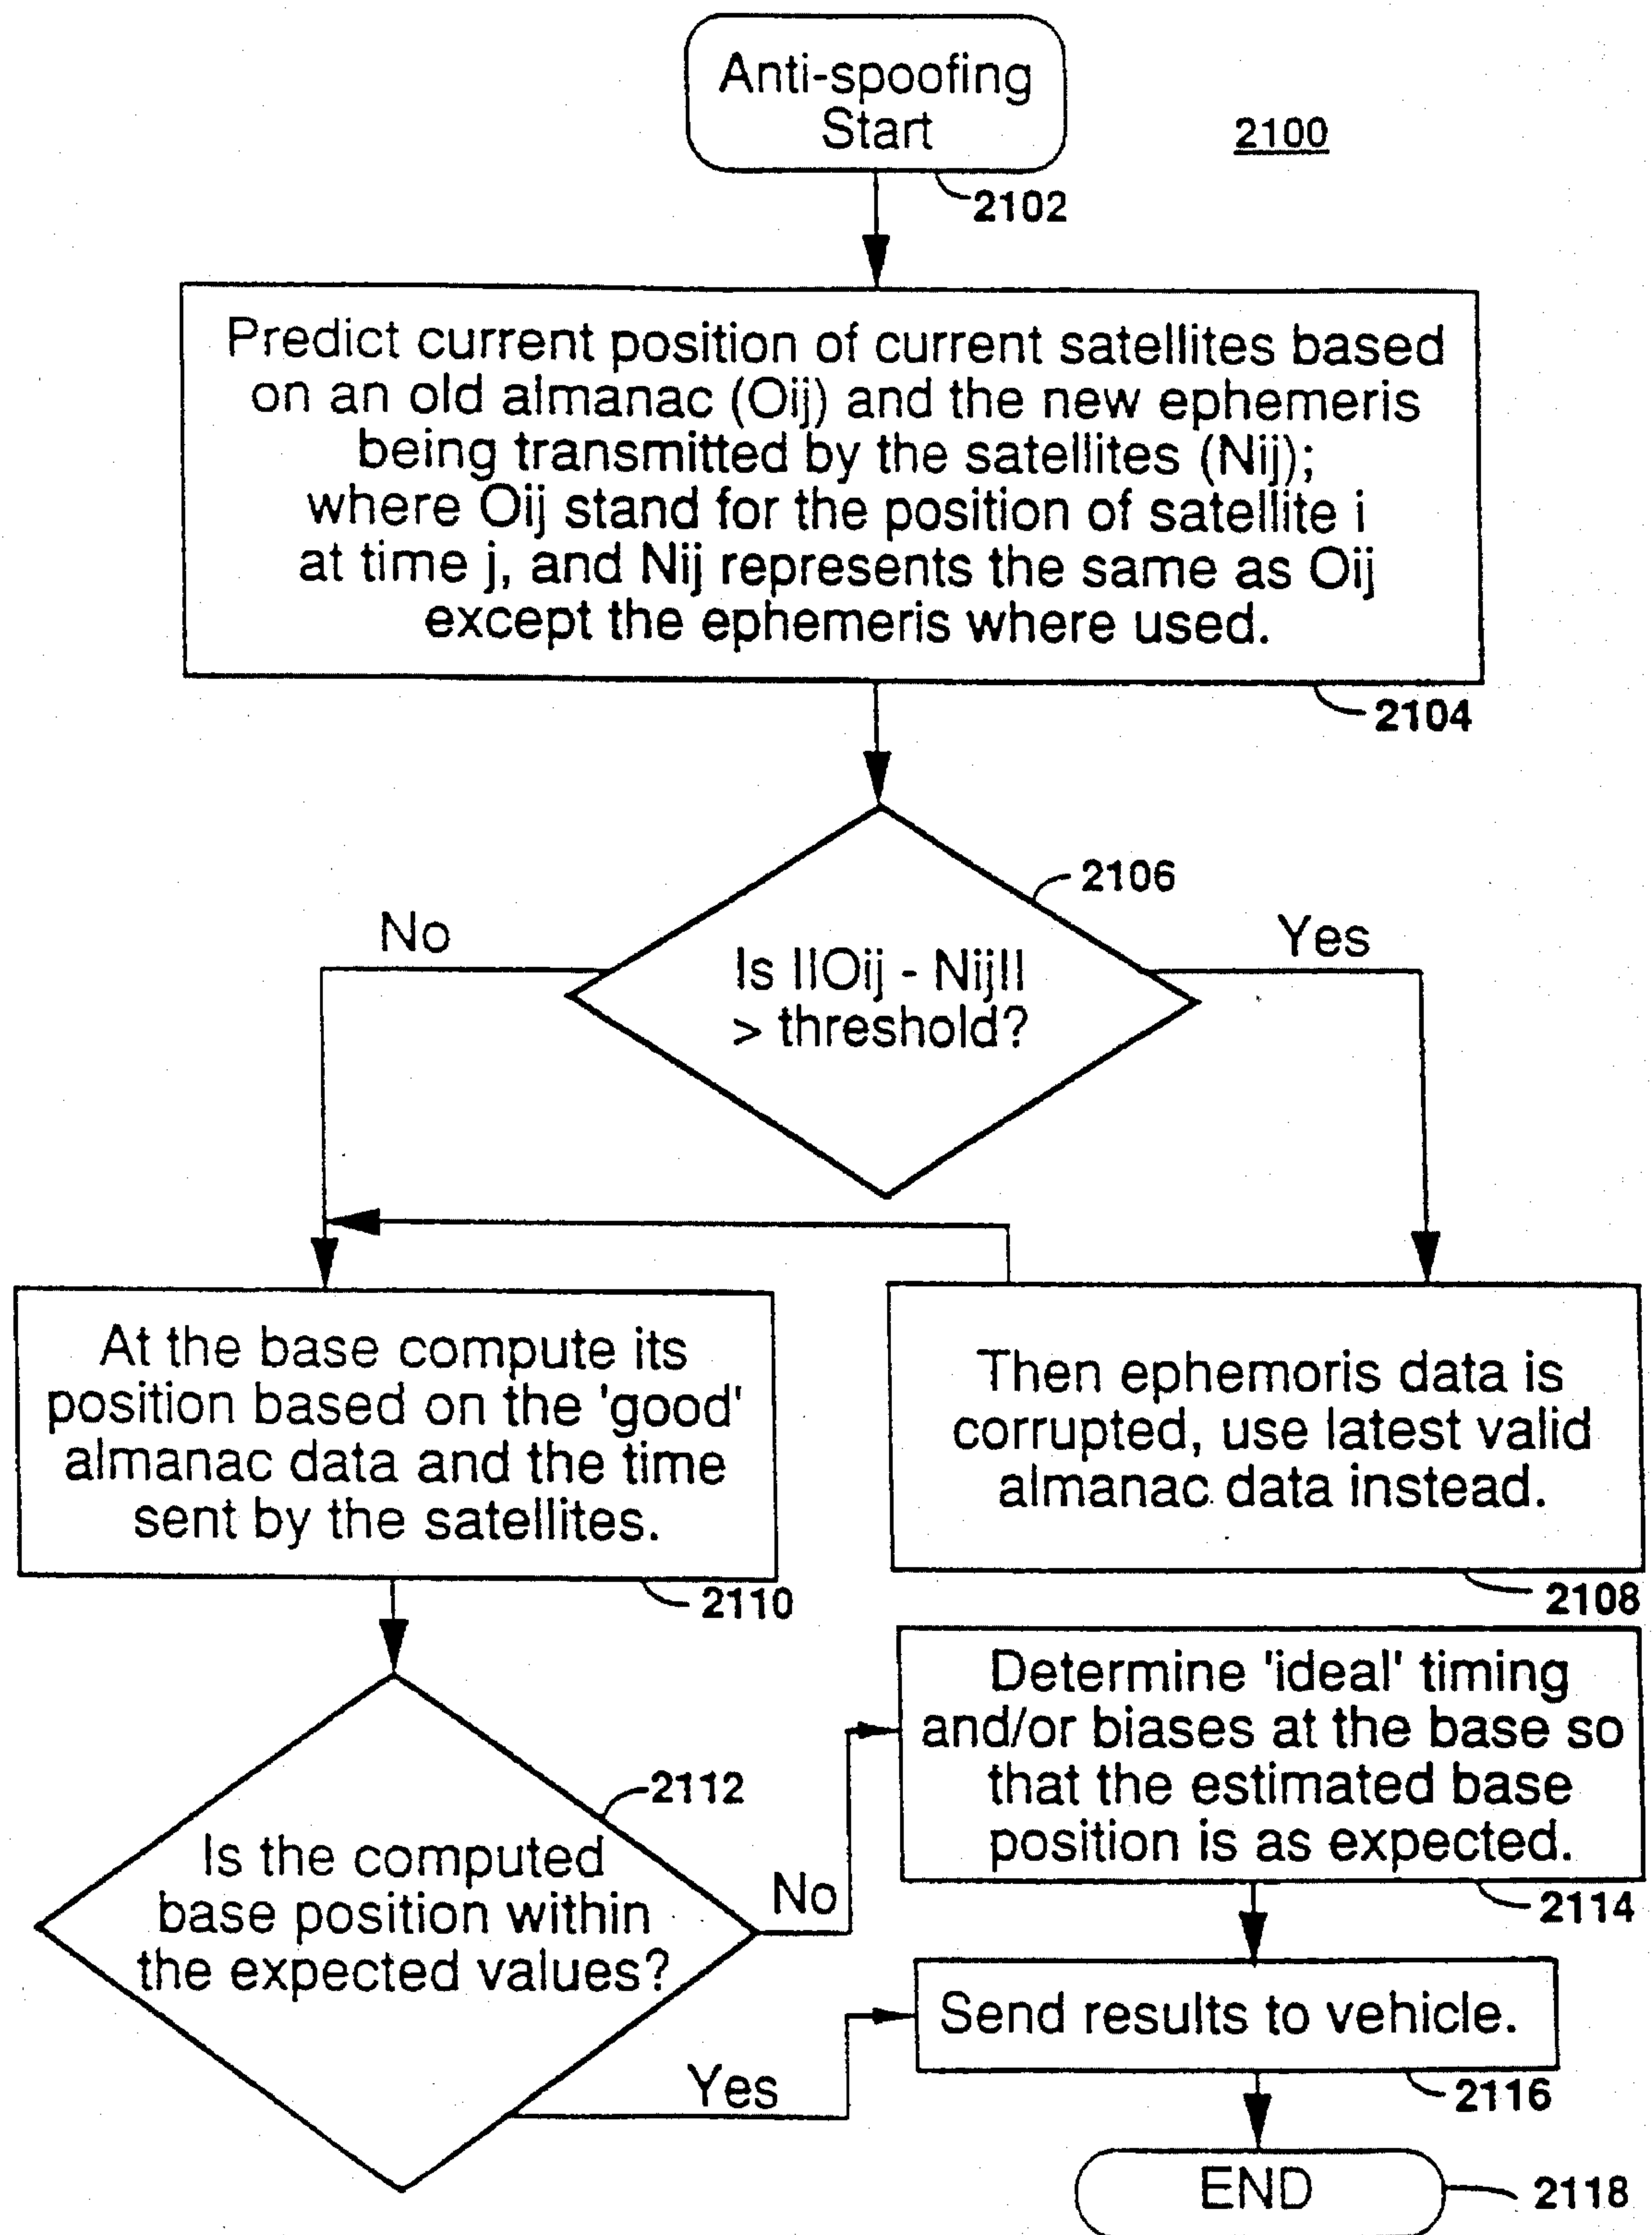 Anti-spoofing
Start
2100
2102
Predict current position of current satellites based
on an old almanac (Oij) and the new ephemeris
being transmitted by the satellites (Nij);
where Oij stand for the position of satellite i
at time j, and Nij represents the same as Oij
except the ephemeris where used.
2104
2106
No
Yes
Is ||Oij - Nij||
> threshold?
At the base compute its
position based on the 'good'
almanac data and the time
sent by the satellites.
2110
Then ephemoris data is
corrupted, use latest valid
almanac data instead.
2108
2112
Is the computed
base position within
the expected values?
No
Yes
Determine 'ideal' timing
and/or biases at the base so
that the estimated base
position is as expected.
2114
Send results to vehicle.
2116
END
2118